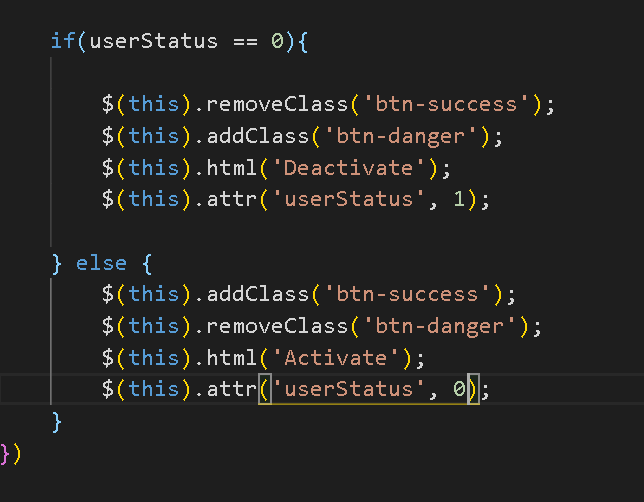 if(userStatus == 0){
$(this).removeClass('btn-success');
$(this).addClass('btn-danger');
$(this).html('Deactivate');
$(this).attr('userStatus', 1);
} else {
$(this).addClass('btn-success');
$(this).removeClass('btn-danger');
$(this).html('Activate');
$(this).attr('userStatus', 0);
}
})